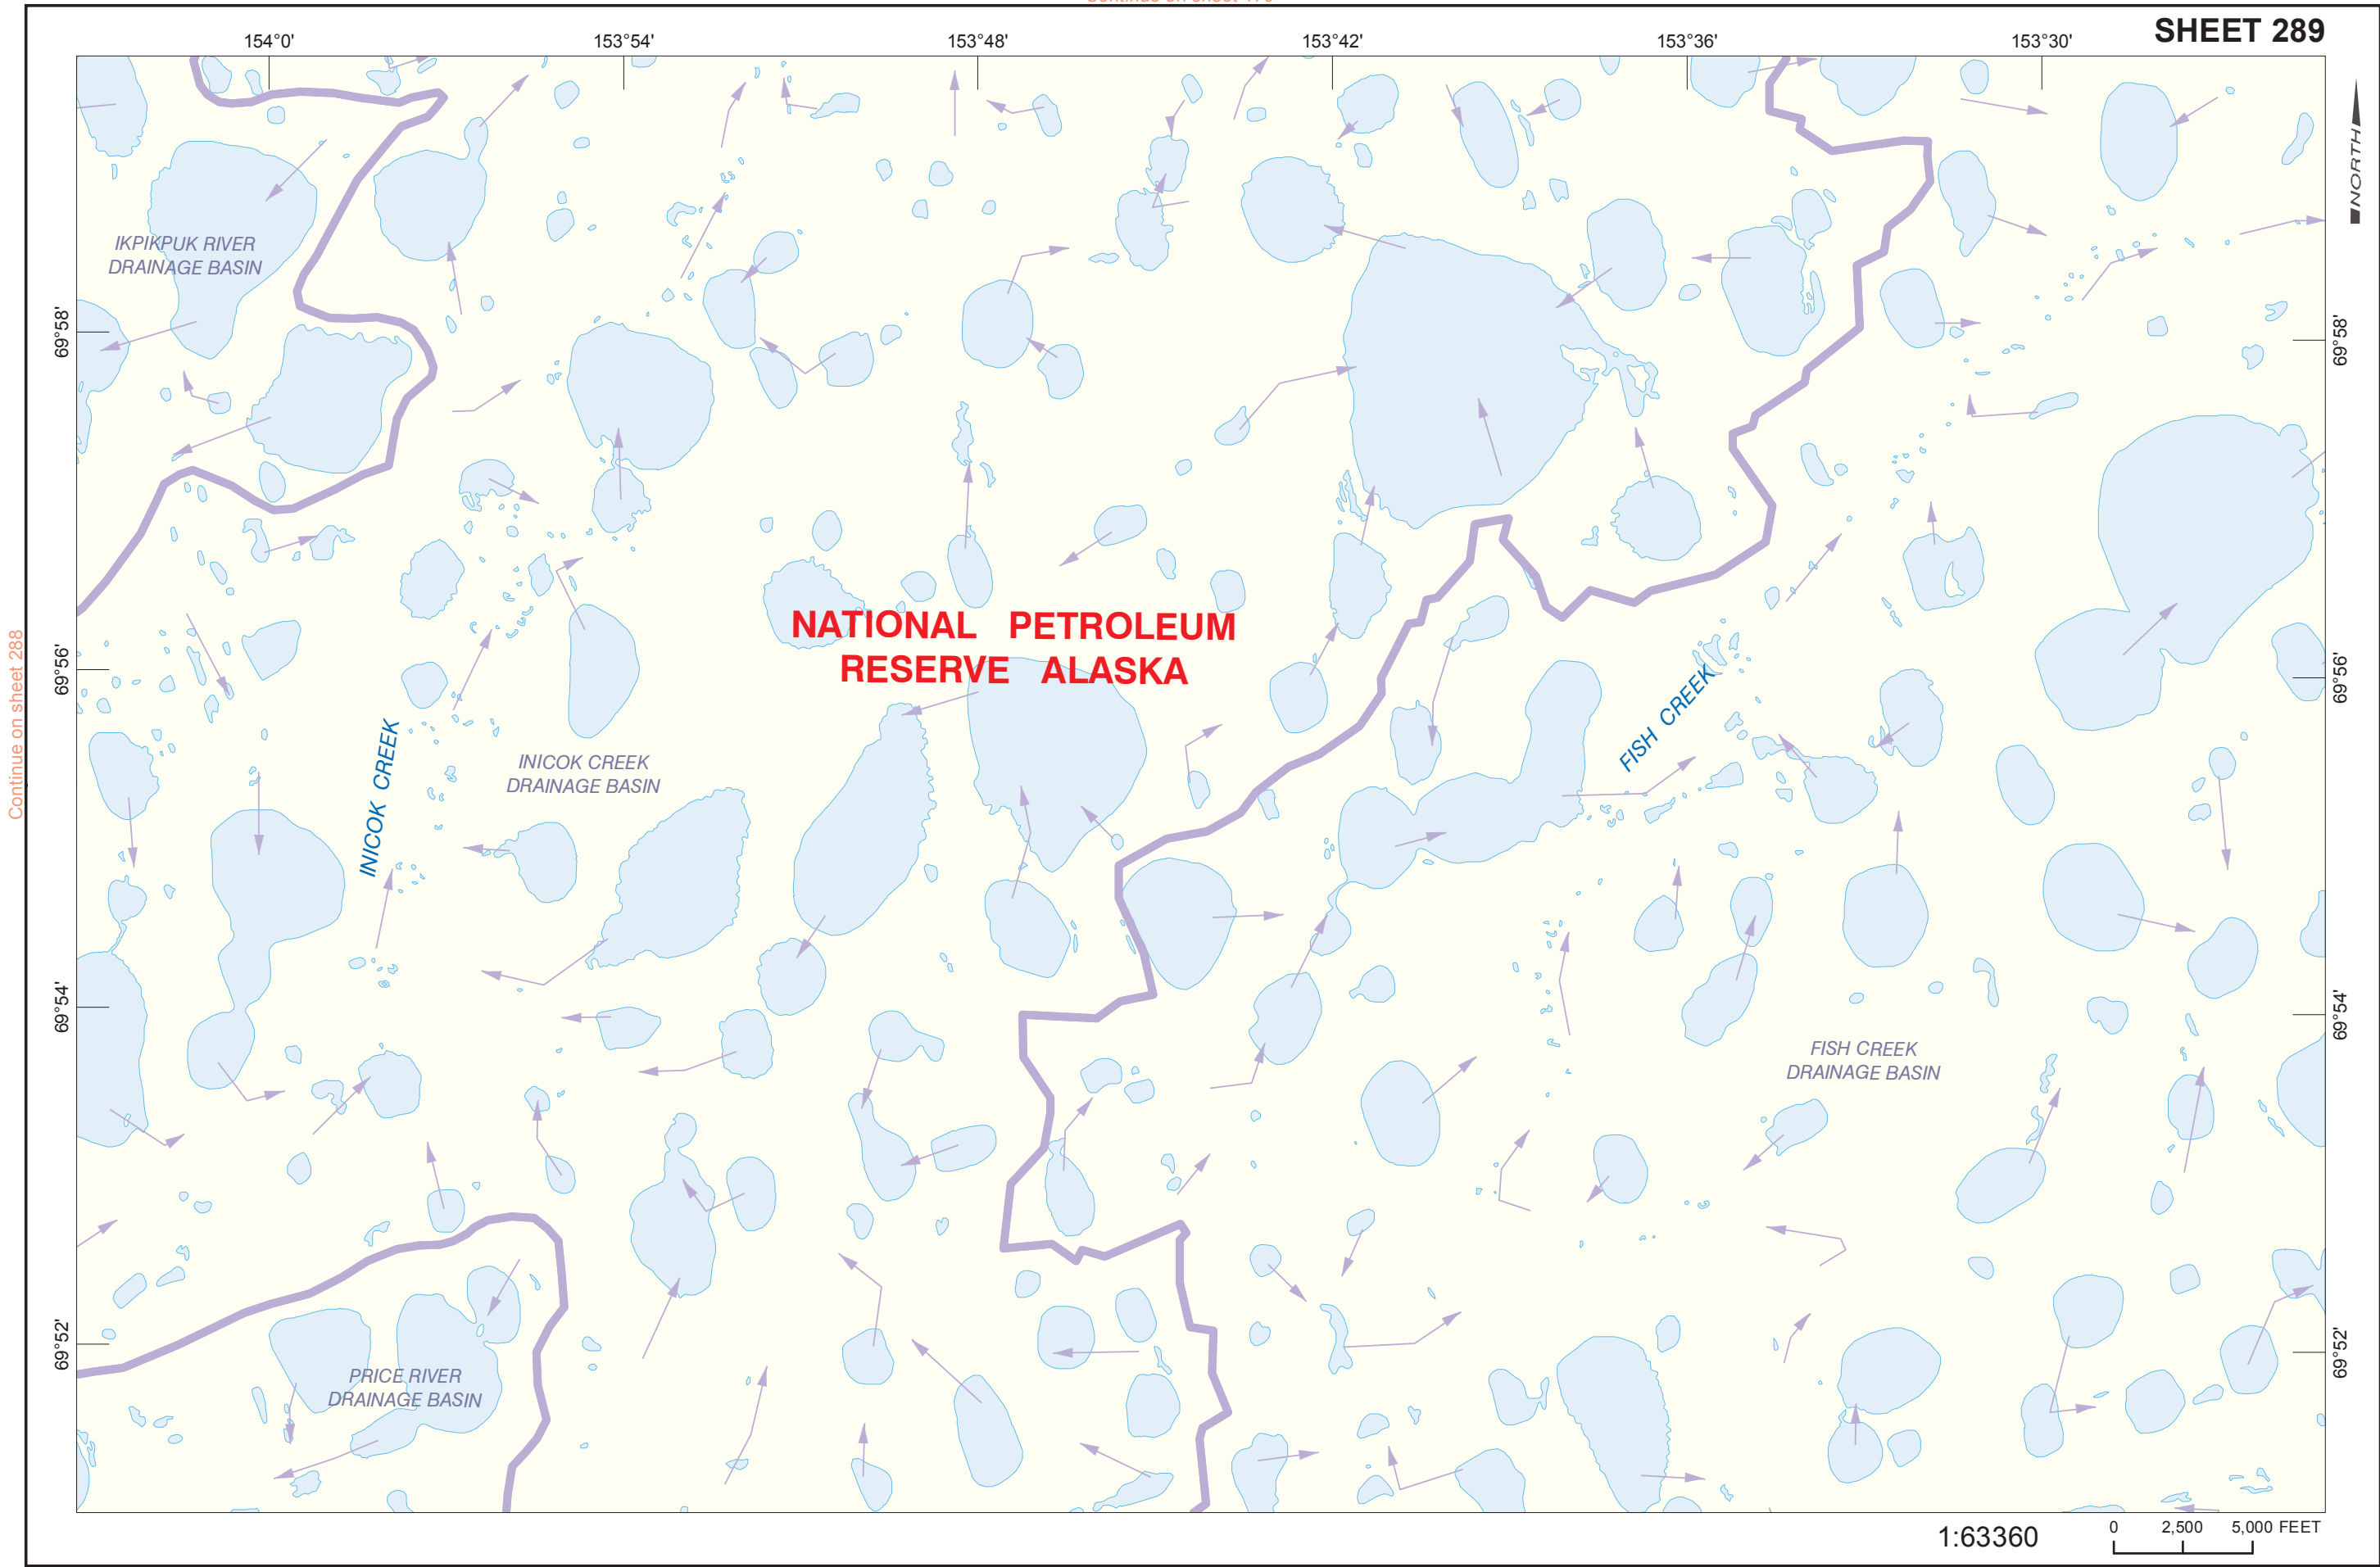 SHEET 289
154°0'
153°54'
153°48'
153°42'
153°36'
153°30'
NORTH
IKPIKPUK RIVER
DRAINAGE BASIN
69°58'
69°58'
NATIONAL PETROLEUM
RESERVE ALASKA
Continue on sheet 288
69°56'
69°56'
FISH CREEK
INICOK CREEK
INICOK CREEK
DRAINAGE BASIN
69°54'
69°54'
FISH CREEK
DRAINAGE BASIN
69°52'
69°52'
PRICE RIVER
DRAINAGE BASIN
1:63360
0 2,500 5,000 FEET